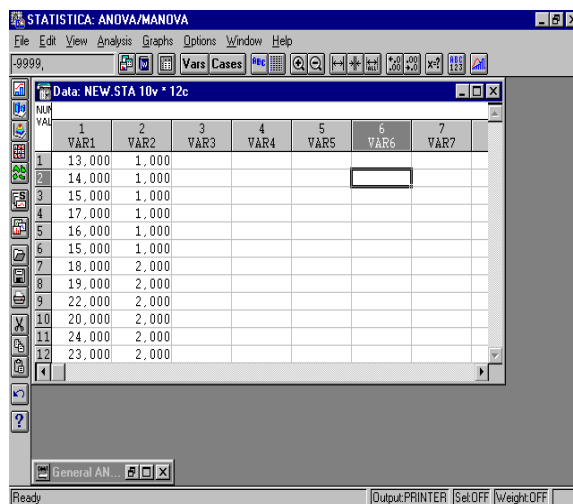 STATISTICA: ANOVA/MANOVA
File Edit View Analysis Graphs Options Window Help
-9999, Vars Cases ABC x=? ABC 123
Data: NEW.STA 10v * 12c
NUM
VAL 1 2 3 4 5 6 7
VAR1 VAR2 VAR3 VAR4 VAR5 VAR6 VAR7
1 13,000 1,000
2 14,000 1,000
3 15,000 1,000
4 17,000 1,000
5 16,000 1,000
6 15,000 1,000
7 18,000 2,000
8 19,000 2,000
9 22,000 2,000
10 20,000 2,000
11 24,000 2,000
12 23,000 2,000
General AN...
Ready Output:PRINTER Sel:OFF Weight:OFF